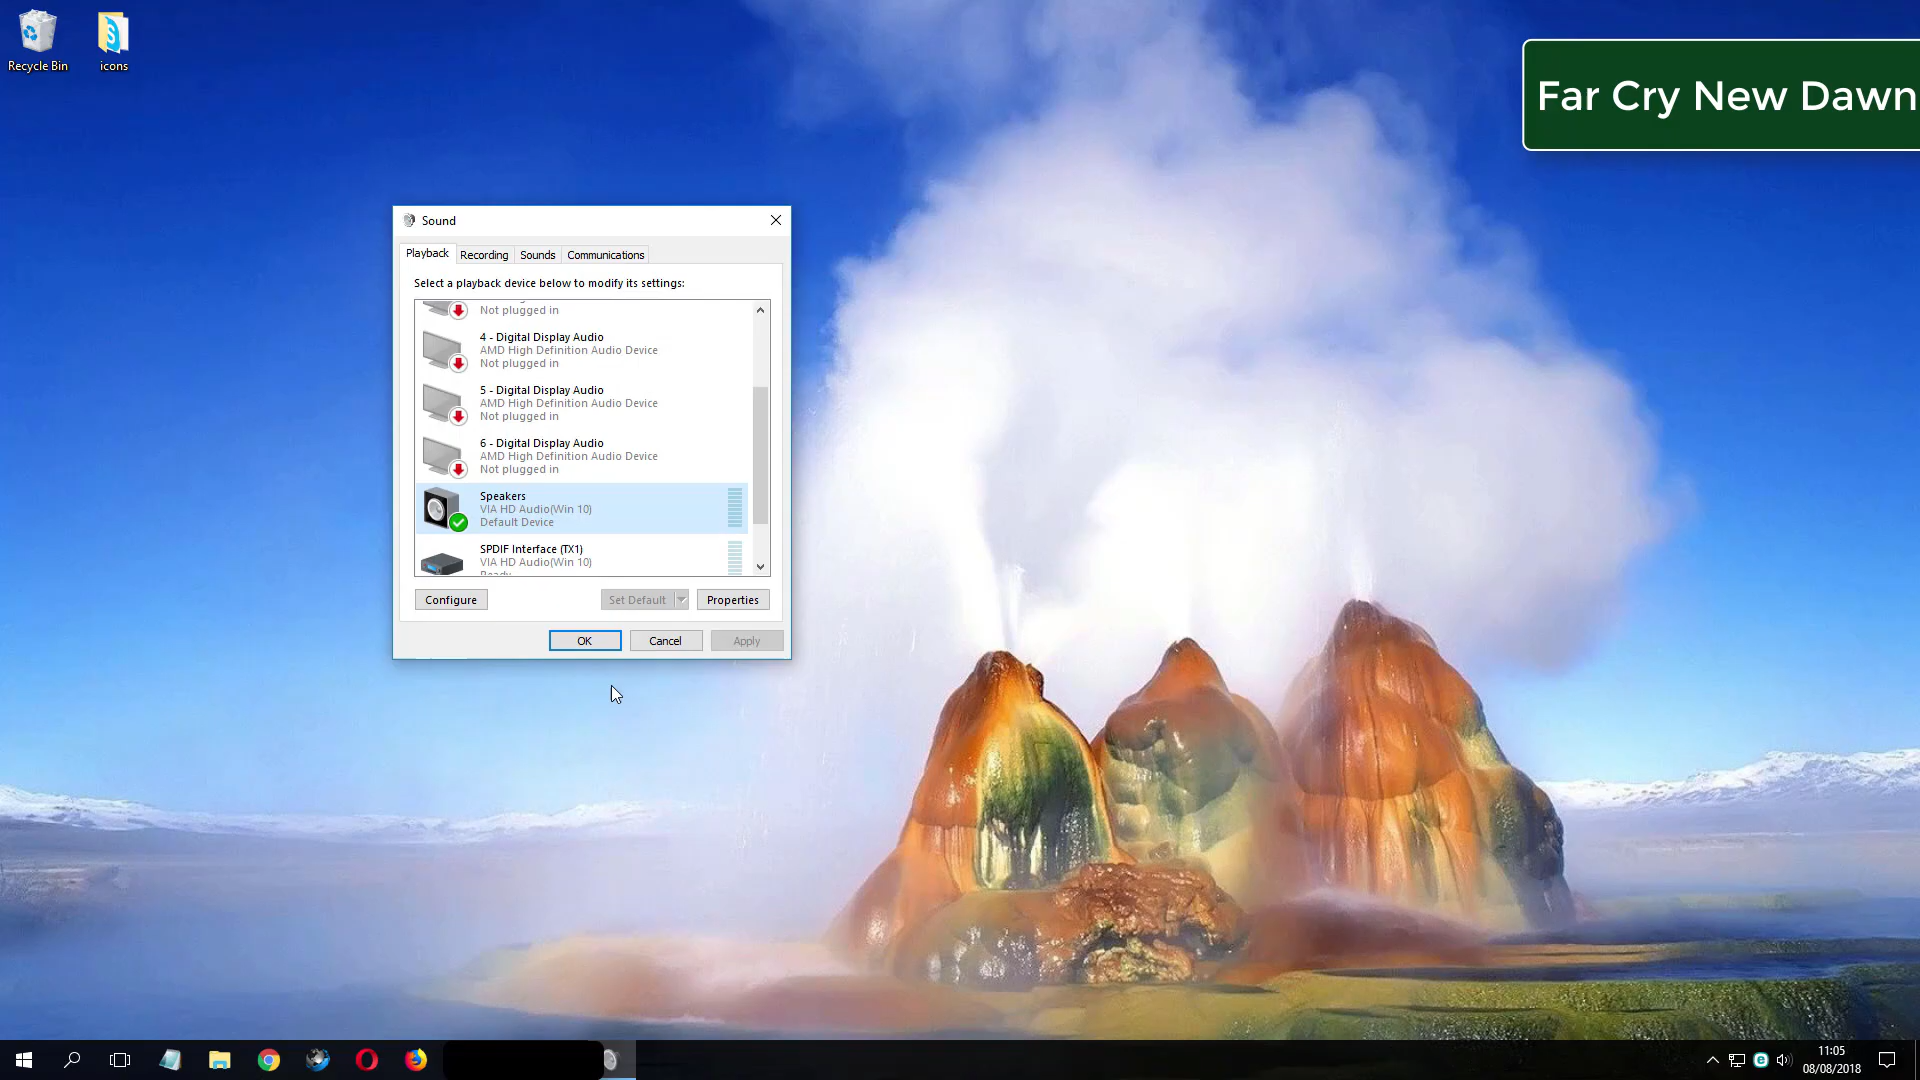 Recycle Bin
icons
Far Cry New Dawn
Sound
Playback
Recording
Sounds
Communications
Select a playback device below to modify its settings:
Not plugged in
4 - Digital Display Audio
AMD High Definition Audio Device
Not plugged in
5 - Digital Display Audio
AMD High Definition Audio Device
Not plugged in
6 - Digital Display Audio
AMD High Definition Audio Device
Not plugged in
Speakers
VIA HD Audio(Win 10)
Default Device
SPDIF Interface (TX1)
VIA HD Audio(Win 10)
Ready
Configure
Set Default
Properties
OK
Cancel
Apply
11:05
08/08/2018